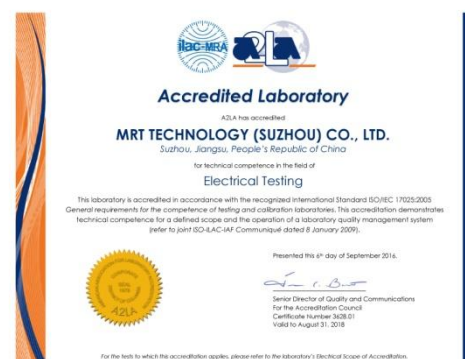 ilac-MRA
A2LA
Accredited Laboratory
A2LA has accredited
MRT TECHNOLOGY (SUZHOU) CO., LTD.
Suzhou, Jiangsu, People's Republic of China
for technical competence in the field of
Electrical Testing
This laboratory is accredited in accordance with the recognized International Standard ISO/IEC 17025:2005
General requirements for the competence of testing and calibration laboratories. This accreditation demonstrates
technical competence for a defined scope and the operation of a laboratory quality management system
(refer to joint ISO-ILAC-IAF Communiqué dated 8 January 2009).
Presented this 6th day of September 2016.
Senior Director of Quality and Communications
For the Accreditation Council
Certificate Number 3628.01
Valid to August 31, 2018
A2LA
For the tests to which this accreditation applies, please refer to the laboratory's Electrical Scope of Accreditation.